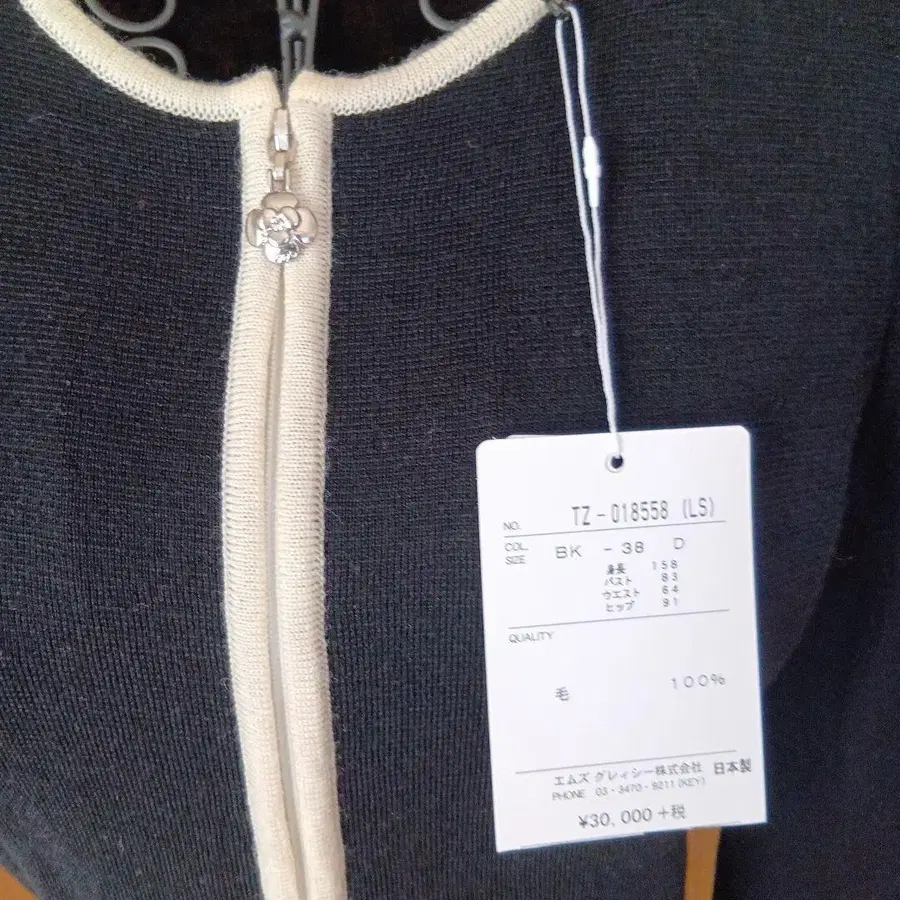 NO. TZ-018558 (LS)
COL. SIZE BK - 38 D
身長 158
バスト 83
ウエスト 64
ヒップ 91
QUALITY
毛 100%
エムズ グレィシー株式会社 日本製
PHONE 03・3470・9211(KEY)
¥30,000+税